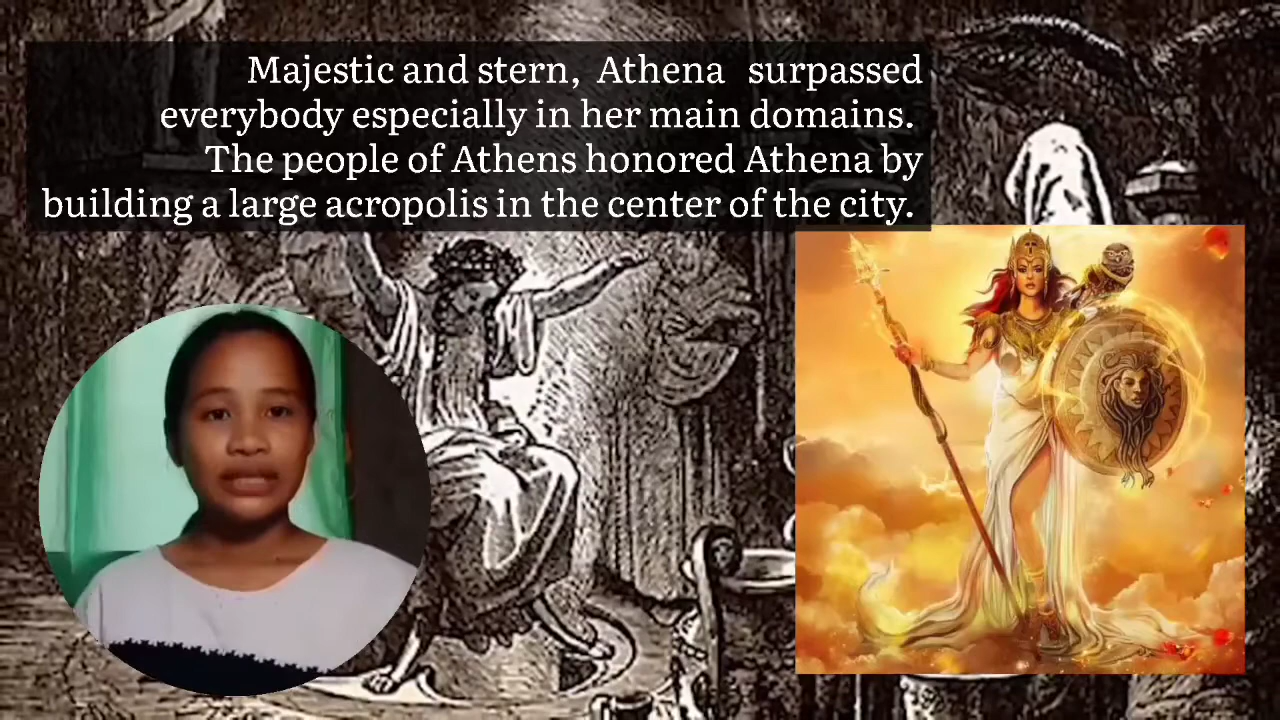 Majestic and stern, Athena surpassed
everybody especially in her main domains.
The people of Athens honored Athena by
building a large acropolis in the center of the city.